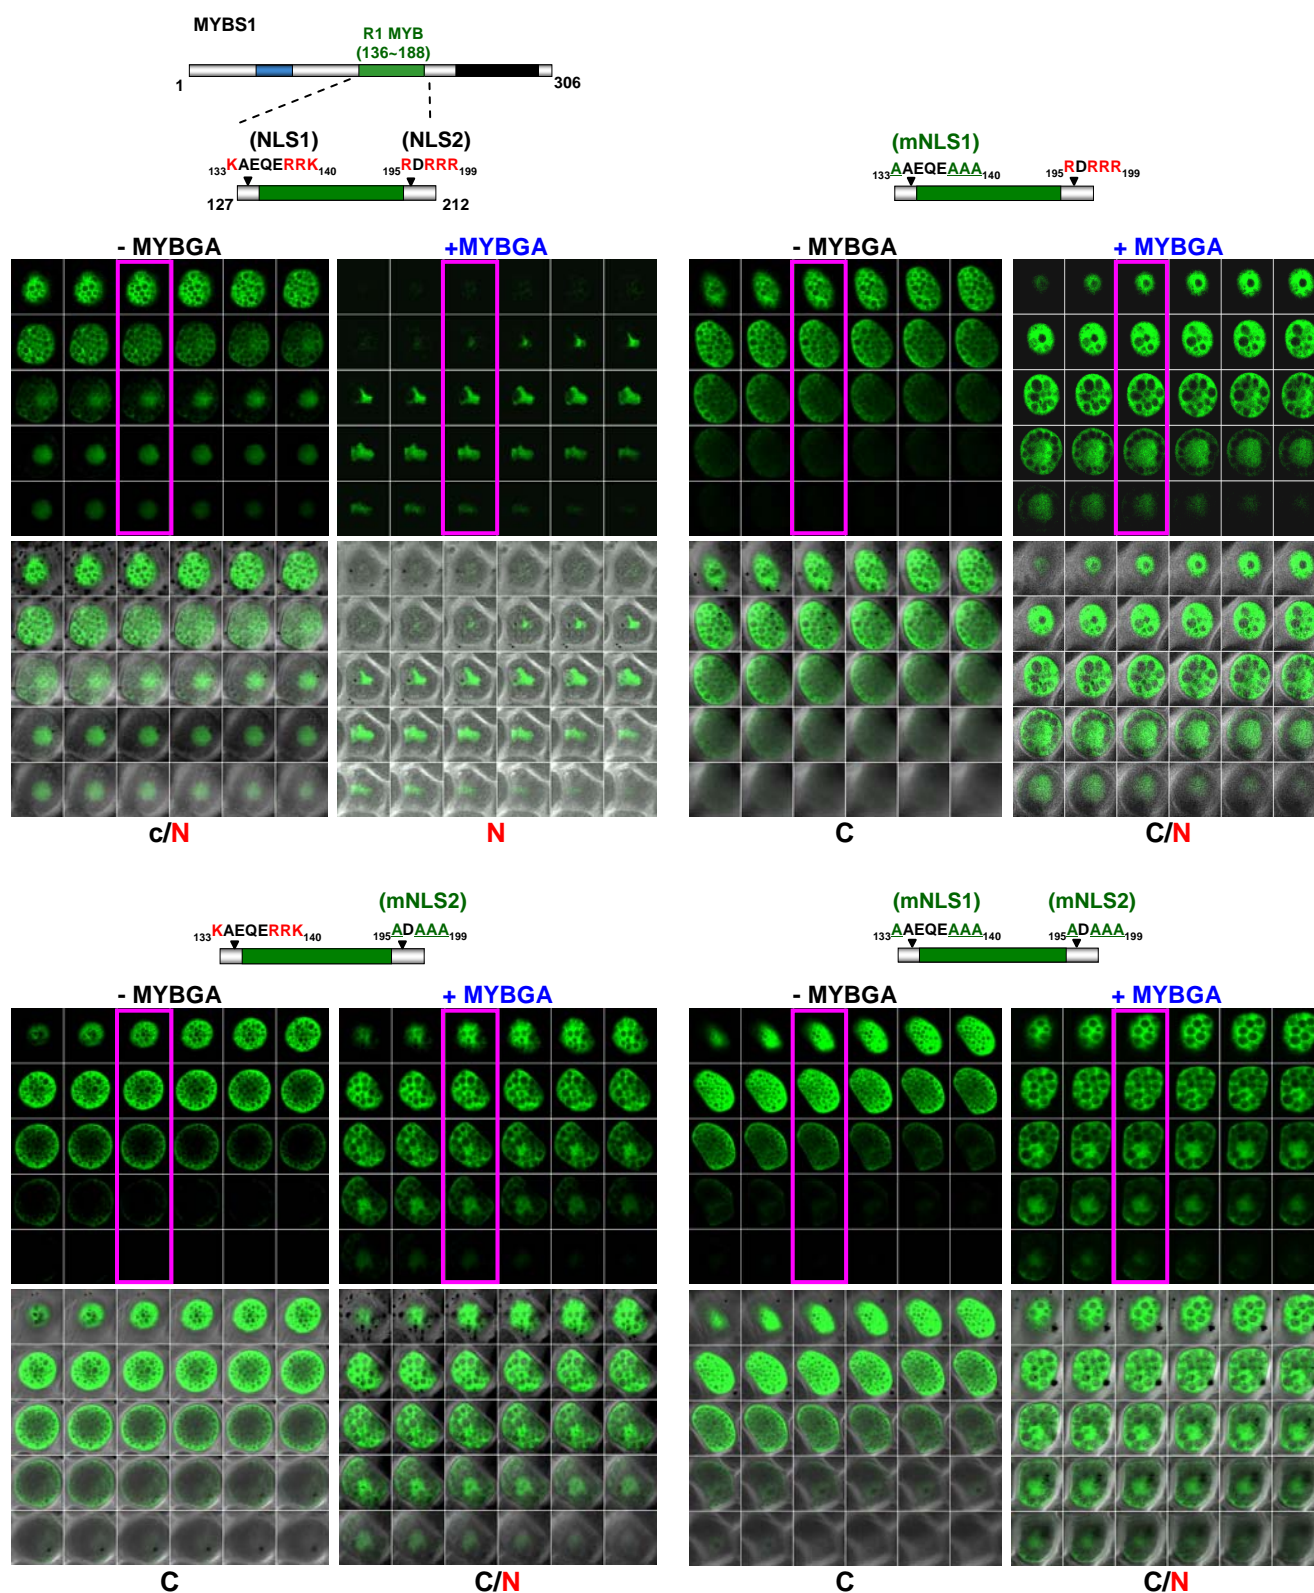 MYBS1
R1 MYB
(136~188)
1
306
(NLS1) (NLS2)
133KAEQERRK140 195RDRRR199
127 212
(mNLS1)
133AAEQEAAA140 195RDRRR199
- MYBGA +MYBGA
- MYBGA + MYBGA
c/N N
C C/N
(mNLS2)
133KAEQERRK140 195ADAAA199
(mNLS1) (mNLS2)
133AAEQEAAA140 195ADAAA199
- MYBGA + MYBGA
- MYBGA + MYBGA
C C/N
C C/N